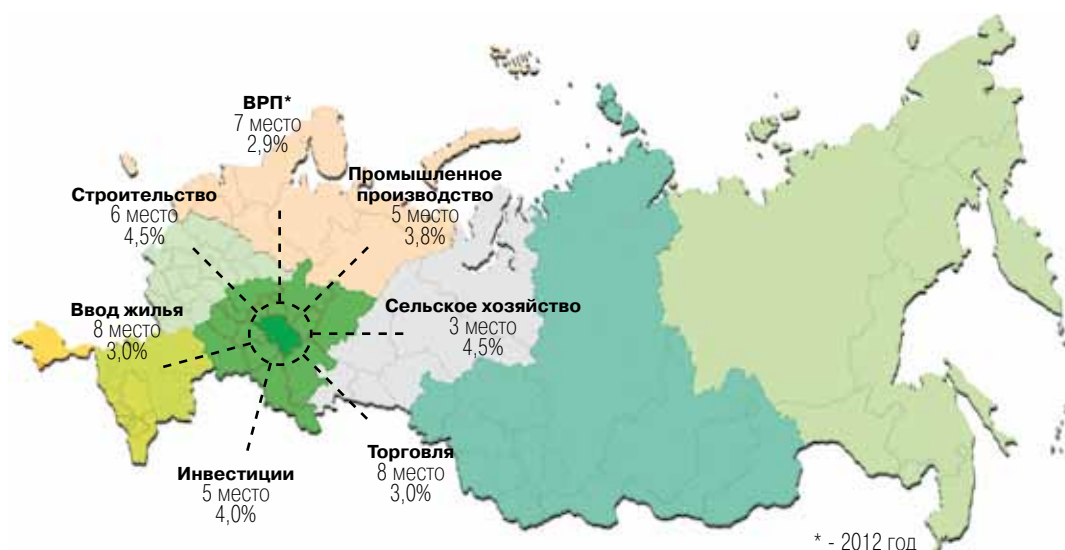 ВРП*
7 место
2,9%
Промышленное
производство
5 место
3,8%
Строительство
6 место
4,5%
Сельское хозяйство
3 место
4,5%
Ввод жилья
8 место
3,0%
Торговля
8 место
3,0%
Инвестиции
5 место
4,0%
* - 2012 год